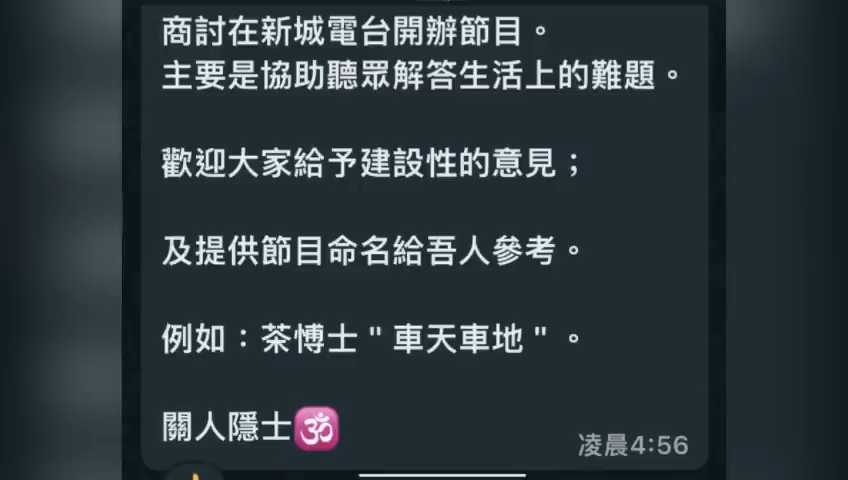 商討在新城電台開辦節目。
主要是協助聽眾解答生活上的難題。
歡迎大家給予建設性的意見；
及提供節目命名給吾人參考。
例如：茶愽士＂車天車地＂。
關人隱士🕉
凌晨4:56